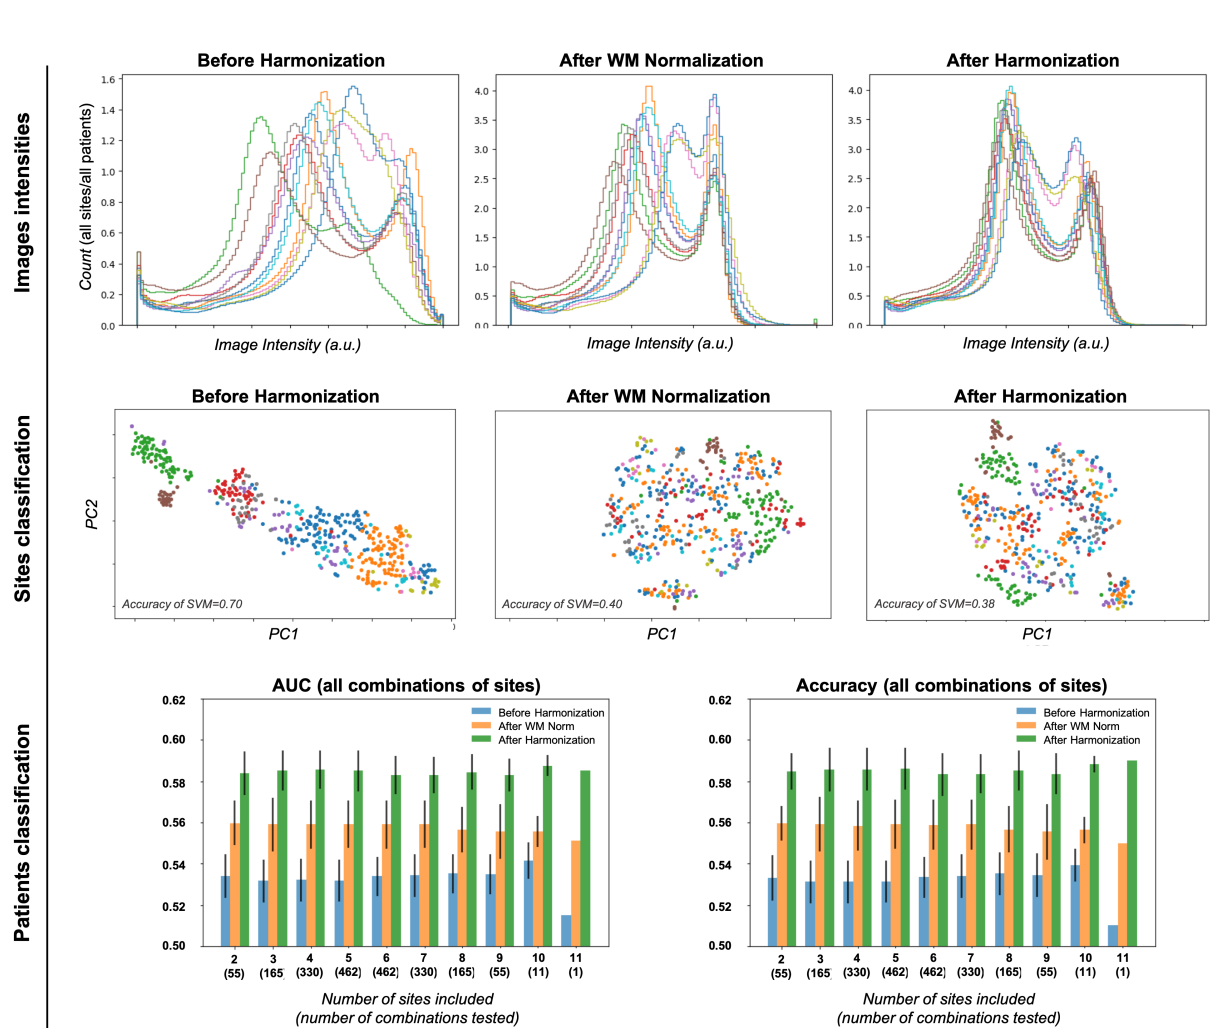 Images intensities
Before Harmonization
After WM Normalization
After Harmonization
Count (all sites/all patients)
1.6
1.4
1.2
1.0
0.8
0.6
0.4
0.2
0.0
4.0
3.5
3.0
2.5
2.0
1.5
1.0
0.5
0.0
4.0
3.5
3.0
2.5
2.0
1.5
1.0
0.5
0.0
Image Intensity (a.u.)
Image Intensity (a.u.)
Image Intensity (a.u.)
Sites classification
Before Harmonization
After WM Normalization
After Harmonization
PC2
Accuracy of SVM=0.70
Accuracy of SVM=0.40
Accuracy of SVM=0.38
PC1
PC1
PC1
Patients classification
AUC (all combinations of sites)
0.62
0.60
0.58
0.56
0.54
0.52
0.50
Before Harmonization
After WM Norm
After Harmonization
2 3 4 5 6 7 8 9 10 11
(55) (165 (330) (462) (462) (330) (165) (55) (11) (1)
Number of sites included
(number of combinations tested)
Accuracy (all combinations of sites)
0.62
0.60
0.58
0.56
0.54
0.52
0.50
Before Harmonization
After WM Norm
After Harmonization
2 3 4 5 6 7 8 9 10 11
(55) (165 (330) (462) (462) (330) (165) (55) (11) (1)
Number of sites included
(number of combinations tested)